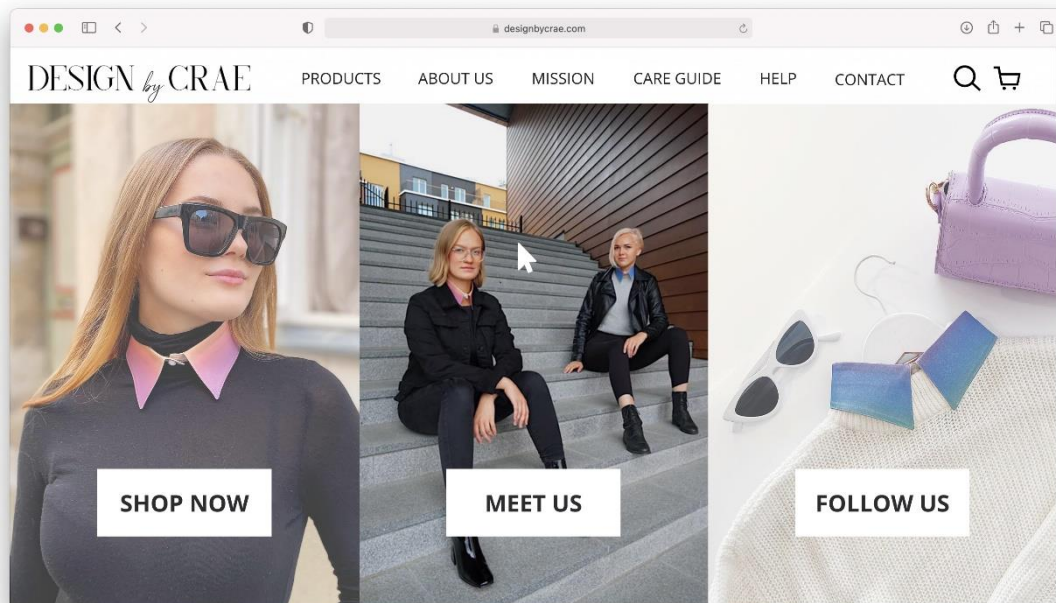 designbycrae.com
DESIGN by CRAE
PRODUCTS
ABOUT US
MISSION
CARE GUIDE
HELP
CONTACT
SHOP NOW
MEET US
FOLLOW US